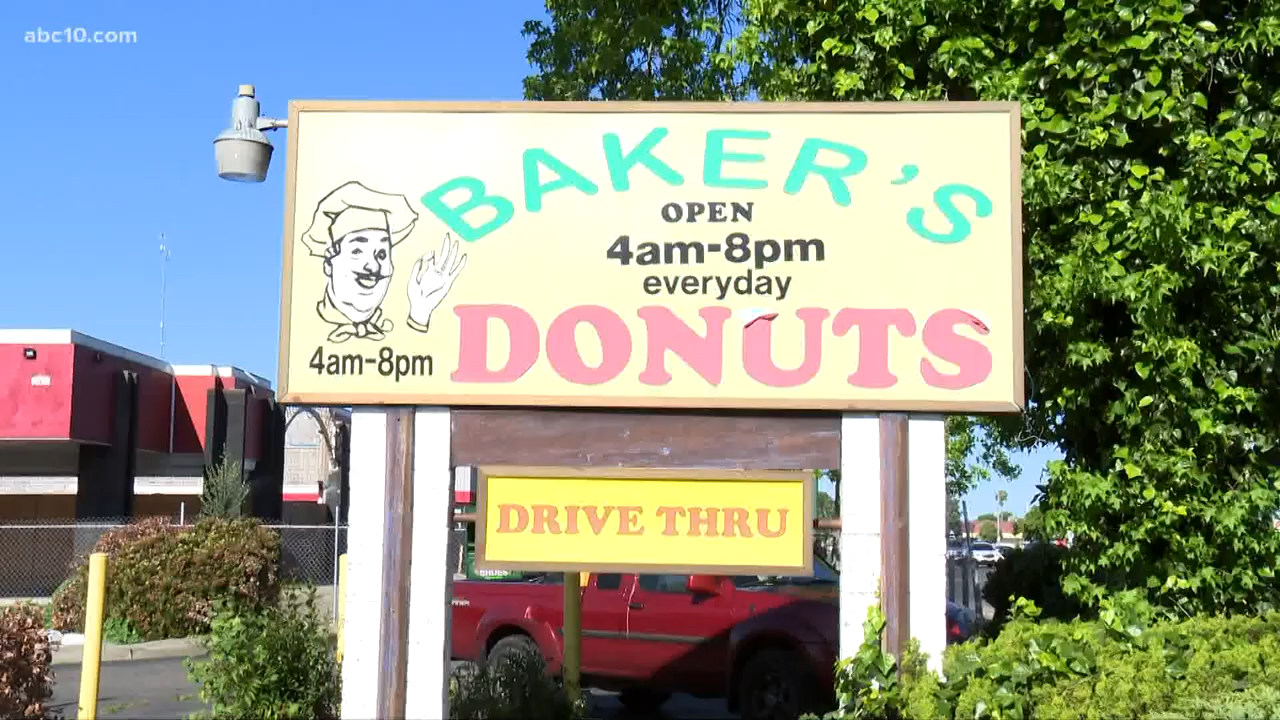 abc10.com
BAKER'S
OPEN
4am-8pm
everyday
DONUTS
4am-8pm
DRIVE THRU